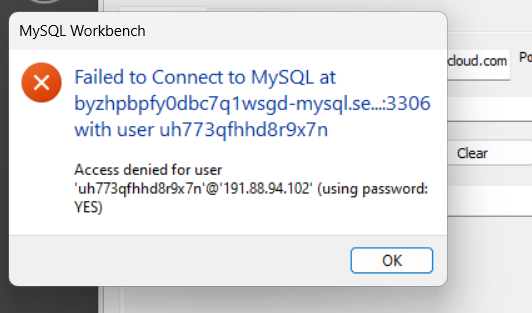 MySQL Workbench
Failed to Connect to MySQL at
byzhpbpfy0dbc7q1wsgd-mysql.se...:3306
with user uh773qfhhd8r9x7n
Access denied for user
'uh773qfhhd8r9x7n'@'191.88.94.102' (using password:
YES)
OK
cloud.com
Po
Clear